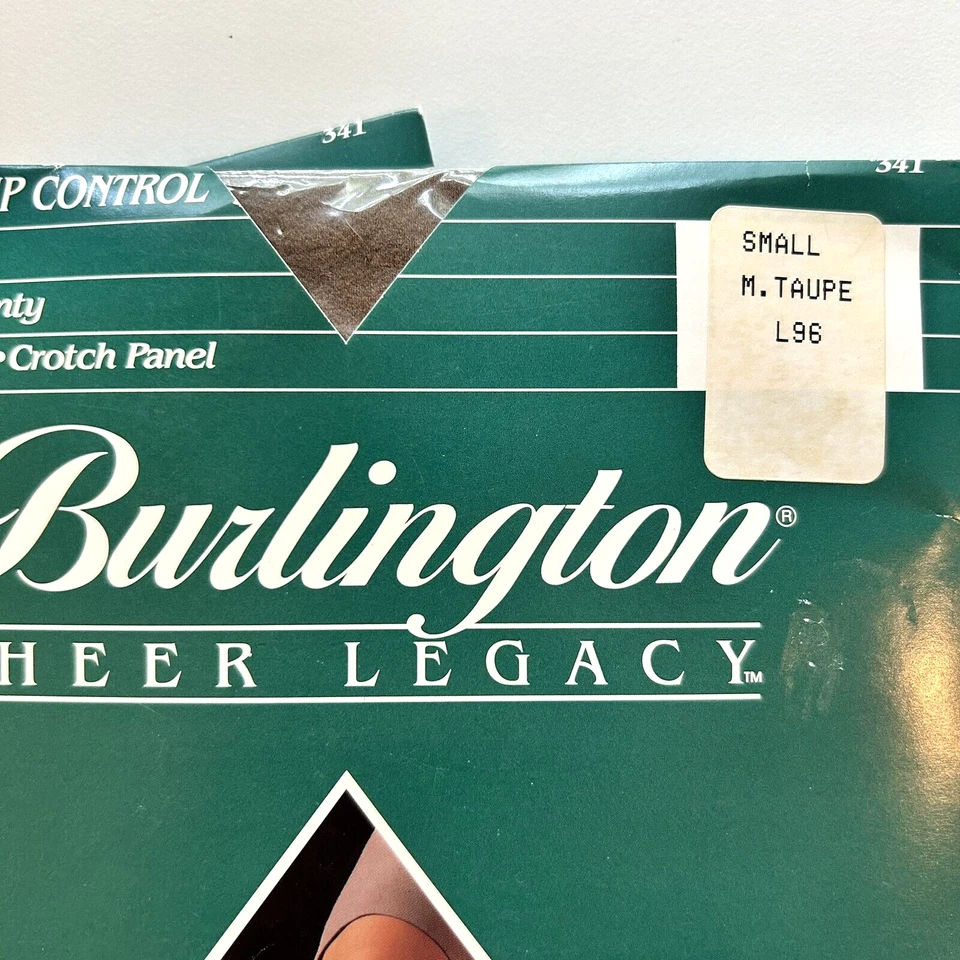 341
341
P CONTROL
SMALL
M.TAUPE
L96
nty
•Crotch Panel
Burlington®
HEER LEGACY™